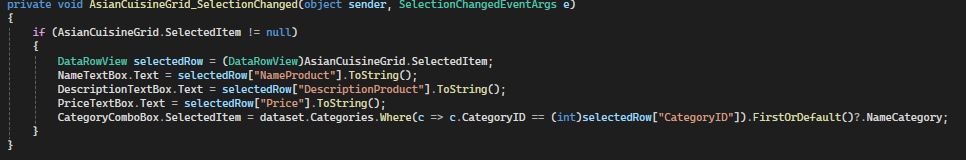 private void AsianCuisineGrid_SelectionChanged(object sender, SelectionChangedEventArgs e)
{
if (AsianCuisineGrid.SelectedItem != null)
{
DataRowView selectedRow = (DataRowView)AsianCuisineGrid.SelectedItem;
NameTextBox.Text = selectedRow["NameProduct"].ToString();
DescriptionTextBox.Text = selectedRow["DescriptionProduct"].ToString();
PriceTextBox.Text = selectedRow["Price"].ToString();
CategoryComboBox.SelectedItem = dataset.Categories.Where(c => c.CategoryID == (int)selectedRow["CategoryID"]).FirstOrDefault()?.NameCategory;
}
}